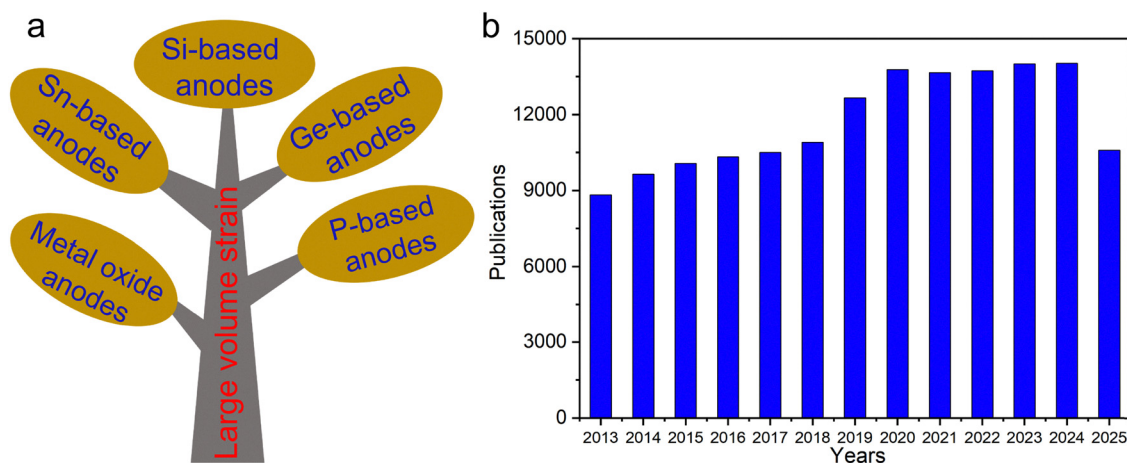 a
Si-based
anodes
Sn-based
anodes
Ge-based
anodes
P-based
anodes
Metal oxide
anodes
Large volume strain
b
15000
12000
9000
6000
3000
0
Publications
2013 2014 2015 2016 2017 2018 2019 2020 2021 2022 2023 2024 2025
Years